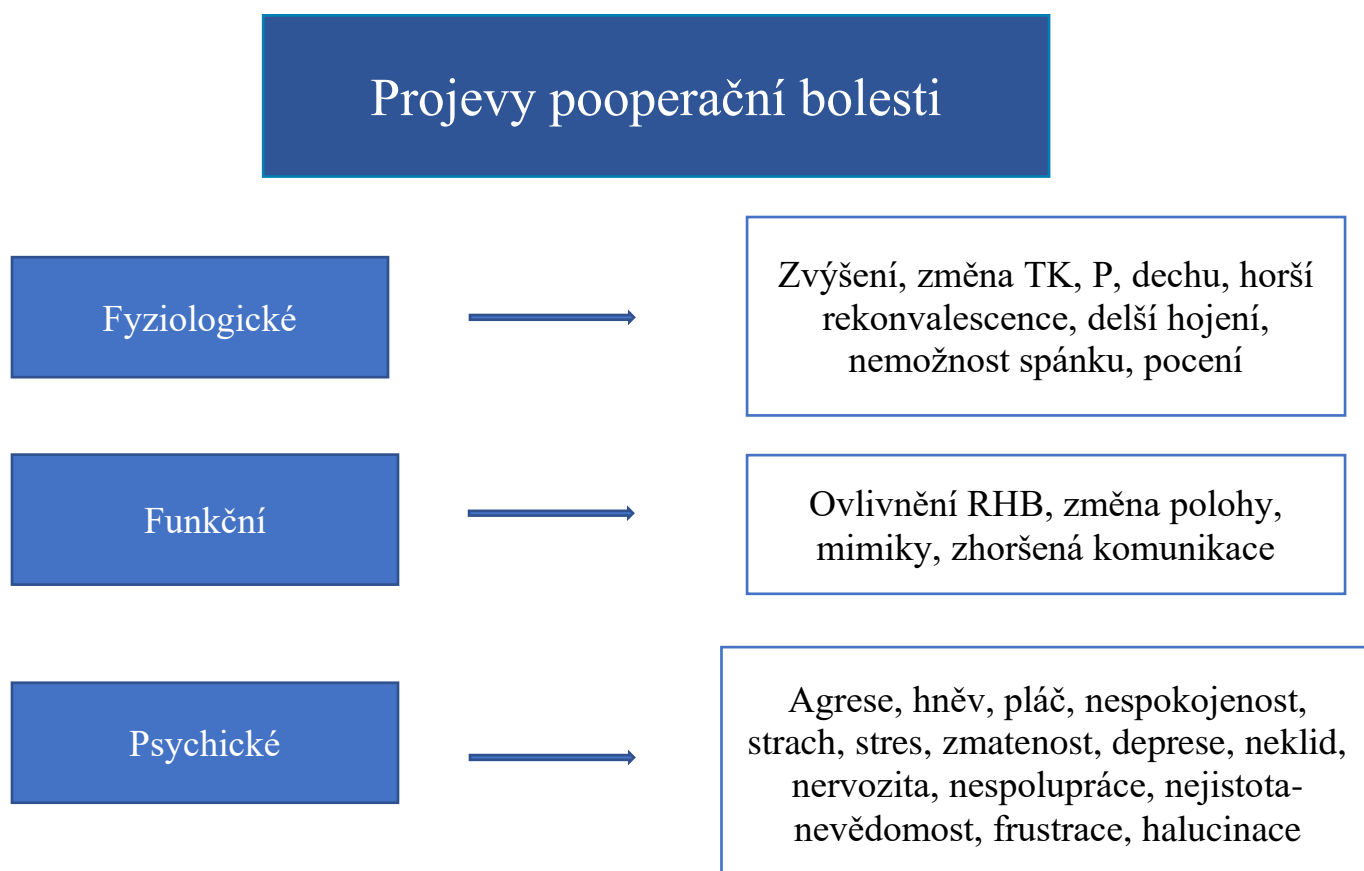 Projevy pooperační bolesti
Fyziologické
Zvýšení, změna TK, P, dechu, horší
rekonvalescence, delší hojení,
nemožnost spánku, pocení
Funkční
Ovlivnění RHB, změna polohy,
mimiky, zhoršená komunikace
Psychické
Agrese, hněv, pláč, nespokojenost,
strach, stres, zmatenost, deprese, neklid,
nervozita, nespolupráce, nejistota-
nevědomost, frustrace, halucinace